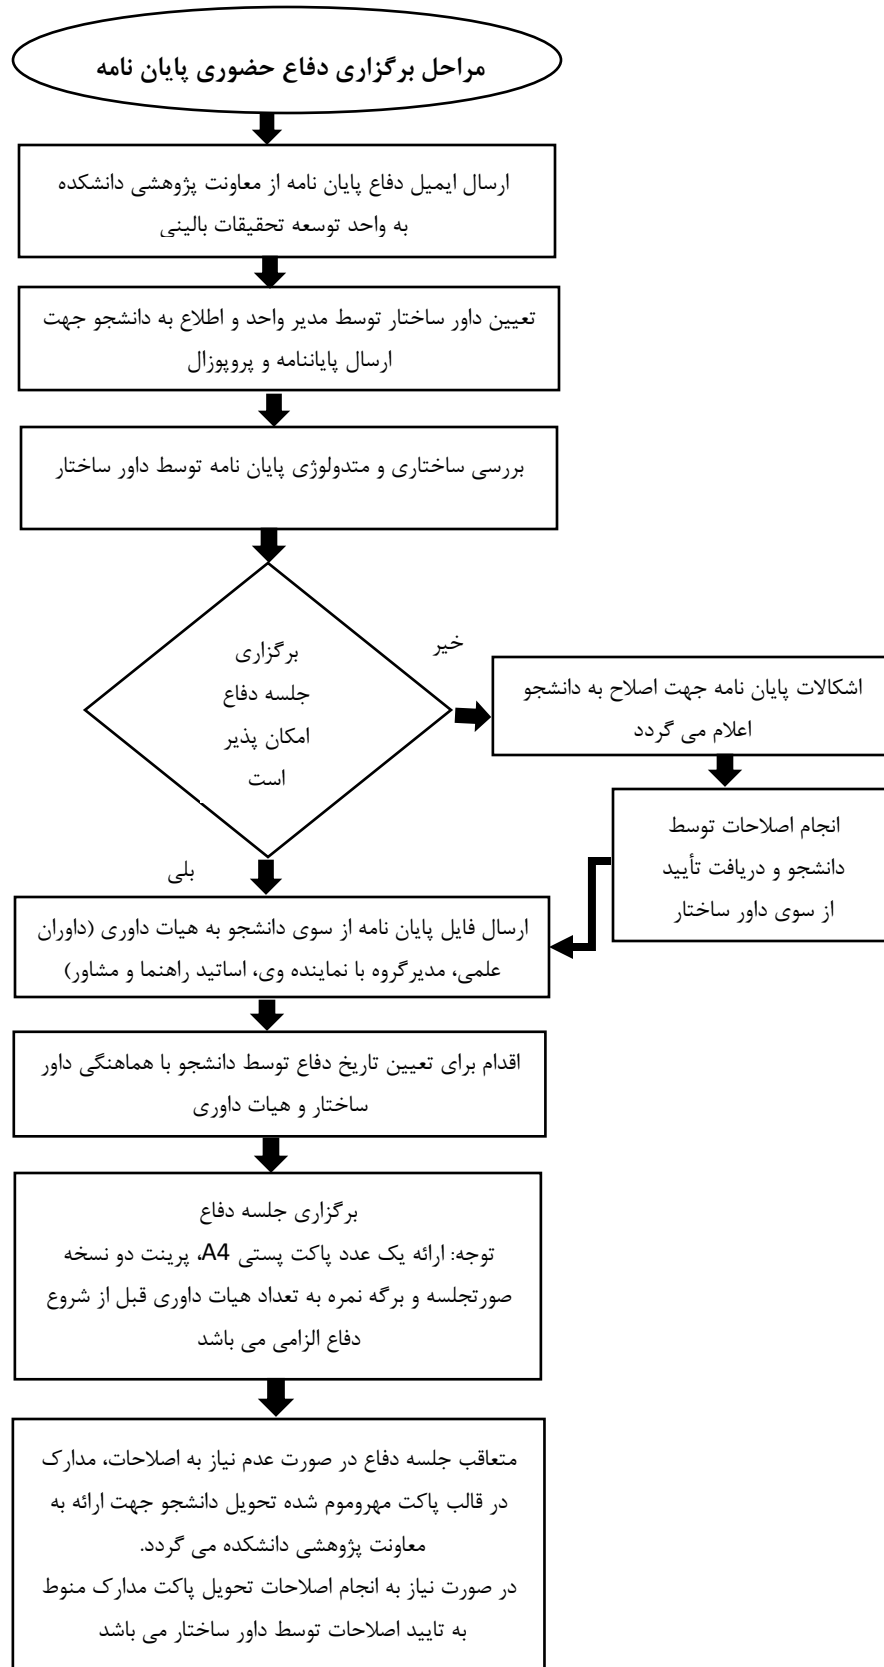 مراحل برگزاری دفاع حضوری پایان نامه
ارسال ایمیل دفاع پایان نامه از معاونت پژوهشی دانشکده
به واحد توسعه تحقیقات بالینی
تعیین داور ساختار توسط مدیر واحد و اطلاع به دانشجو جهت
ارسال پایاننامه و پروپوزال
بررسی ساختاری و متدولوژی پایان نامه توسط داور ساختار
برگزاری
جلسه دفاع
امکان پذیر
است
خیر
اشکالات پایان نامه جهت اصلاح به دانشجو
اعلام می گردد
انجام اصلاحات توسط
دانشجو و دریافت تأیید
از سوی داور ساختار
بلی
ارسال فایل پایان نامه از سوی دانشجو به هیات داوری (داوران
علمی، مدیرگروه با نماینده وی، اساتید راهنما و مشاور)
اقدام برای تعیین تاریخ دفاع توسط دانشجو با هماهنگی داور
ساختار و هیات داوری
برگزاری جلسه دفاع
توجه: ارائه یک عدد پاکت پستی A4، پرینت دو نسخه
صورتجلسه و برگه نمره به تعداد هیات داوری قبل از شروع
دفاع الزامی می باشد
متعاقب جلسه دفاع در صورت عدم نیاز به اصلاحات، مدارک
در قالب پاکت مهروموم شده تحویل دانشجو جهت ارائه به
معاونت پژوهشی دانشکده می گردد.
در صورت نیاز به انجام اصلاحات تحویل پاکت مدارک منوط
به تایید اصلاحات توسط داور ساختار می باشد